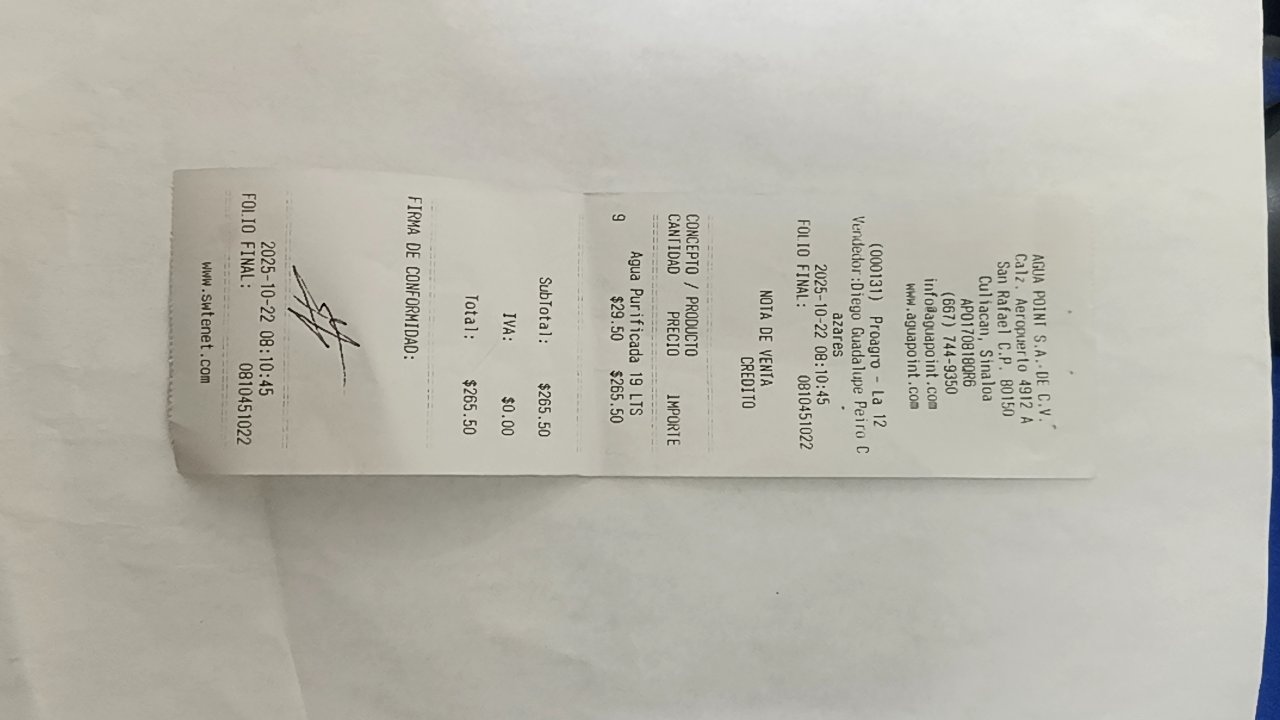 AGUA POINT S.A. DE C.V.
Calz. Aeropuerto 4912 A
San Rafael C.P. 80150
Culiacan, Sinaloa
APO170818QR6
(667) 744-9350
info@aguapoint.com
www.aguapoint.com
(000131) Proagro - La 12
Vendedor:Diego Guadalupe Peiro C
azares
2025-10-22 08:10:45
FOLIO FINAL: 0810451022
NOTA DE VENTA
CREDITO
CONCEPTO / PRODUCTO
CANTIDAD PRECIO IMPORTE
Agua Purificada 19 LTS
9 $29.50 $265.50
SubTotal: $265.50
IVA: $0.00
Total: $265.50
FIRMA DE CONFORMIDAD:
2025-10-22 08:10:45
FOLIO FINAL: 0810451022
www.swtenet.com